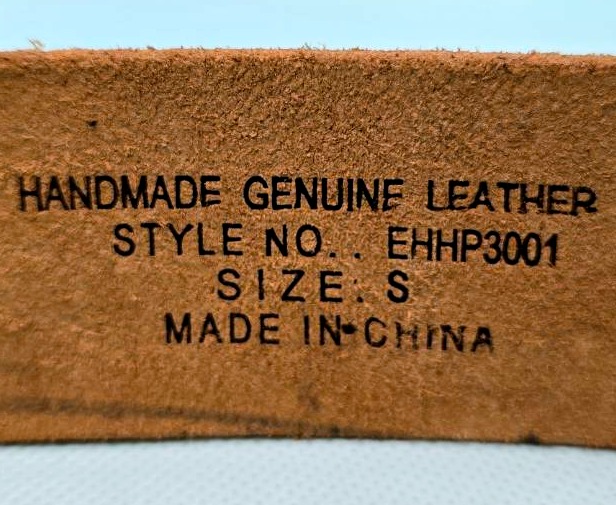 HANDMADE GENUINE LEATHER
STYLE NO. . EHHP3001
SIZE: S
MADE IN CHINA